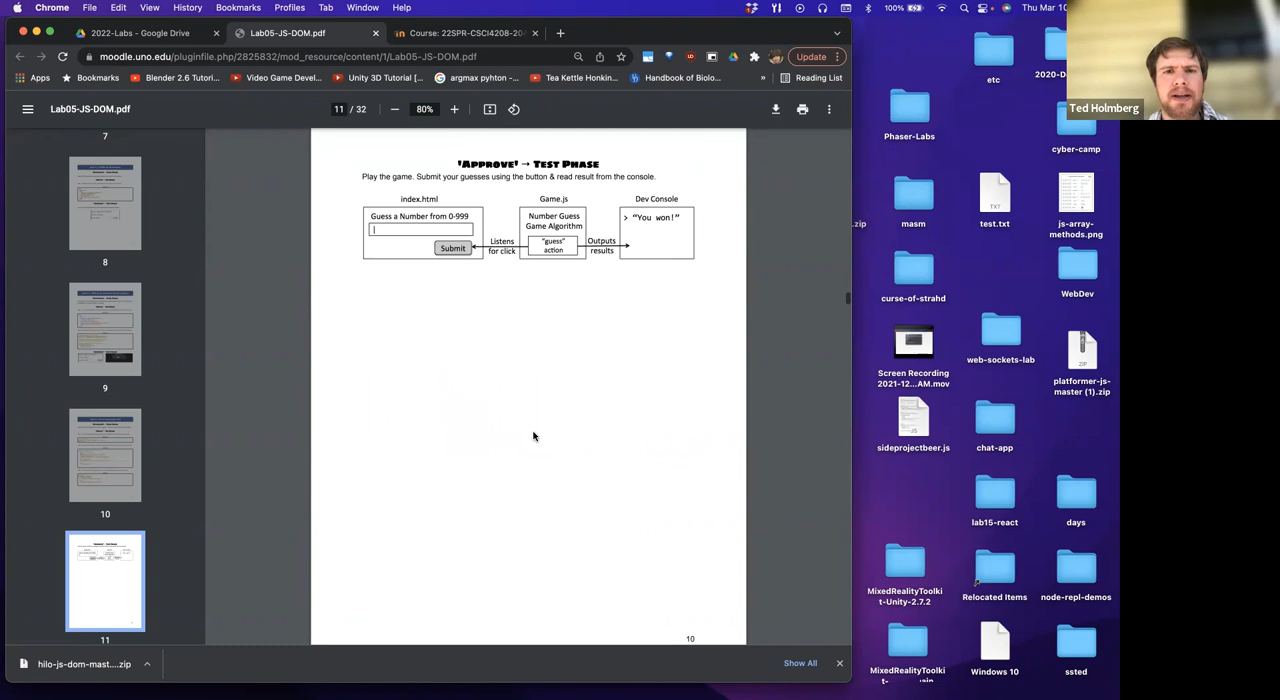 Chrome File Edit View History Bookmarks Profiles Tab Window Help
100% Thu Mar 10
2022-Labs - Google Drive
Lab05-JS-DOM.pdf
Course: 22SPR-CSCI4208-20
moodle.uno.edu/pluginfile.php/2825832/mod_resource/content/1/Lab05-JS-DOM.pdf
Update
Apps Bookmarks Blender 2.6 Tutori... Video Game Devel... Unity 3D Tutorial [... argmax pyhton -... Tea Kettle Honkin... Handbook of Biolo... » Reading List
Lab05-JS-DOM.pdf
11 / 32
80%
7
8
9
10
11
'Approve' → Test Phase
Play the game. Submit your guesses using the button & read result from the console.
index.html
Game.js
Dev Console
Guess a Number from 0-999
Submit
Listens
for click
Number Guess
Game Algorithm
"guess"
action
Outputs
results
> "You won!"
10
hilo-js-dom-mast....zip
Show All
Ted Holmberg
etc
2020-D
Phaser-Labs
cyber-camp
.zip
masm
test.txt
TXT
js-array-
methods.png
curse-of-strahd
WebDev
Screen Recording
2021-12...AM.mov
web-sockets-lab
ZIP
platformer-js-
master (1).zip
JS
sideprojectbeer.js
chat-app
lab15-react
days
MixedRealityToolki
t-Unity-2.7.2
Relocated Items
node-repl-demos
MixedRealityToolki
Windows 10
ssted